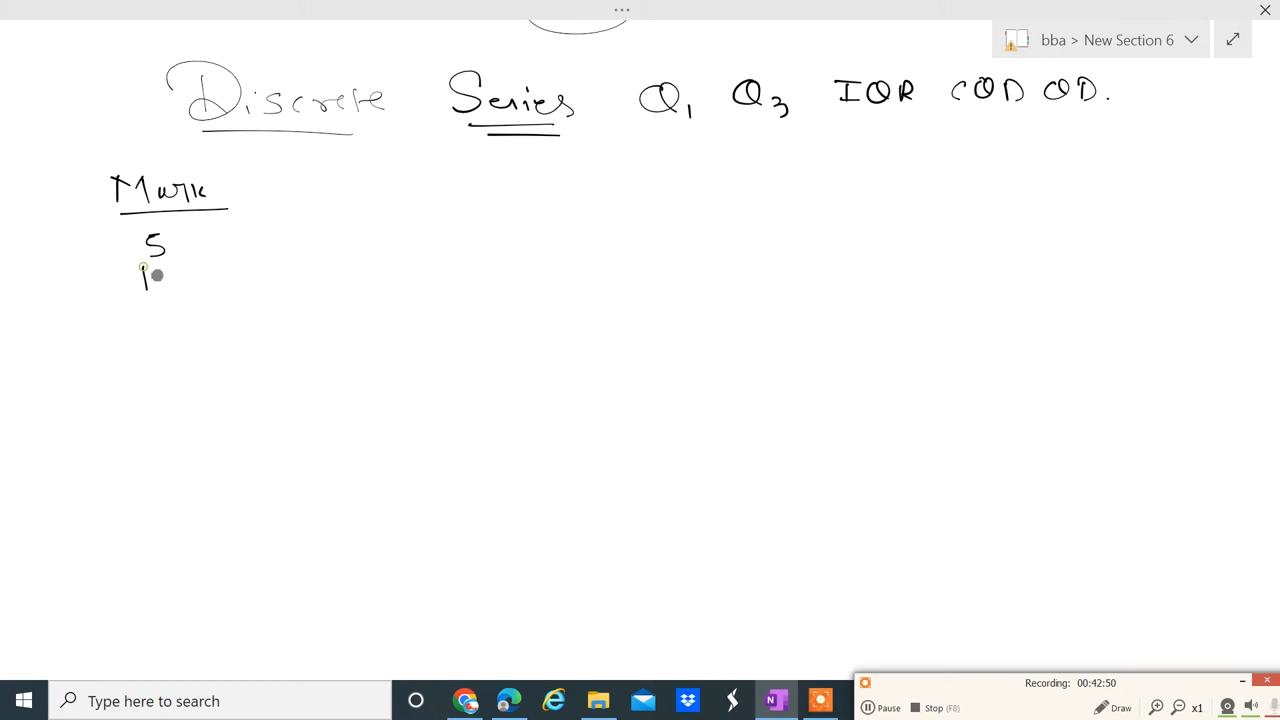 bba > New Section 6
Discrete Series Q1 Q3 IQR COD QD.
Mark
5
1
Type here to search
Recording: 00:42:50
Pause Stop (F8) Draw x1